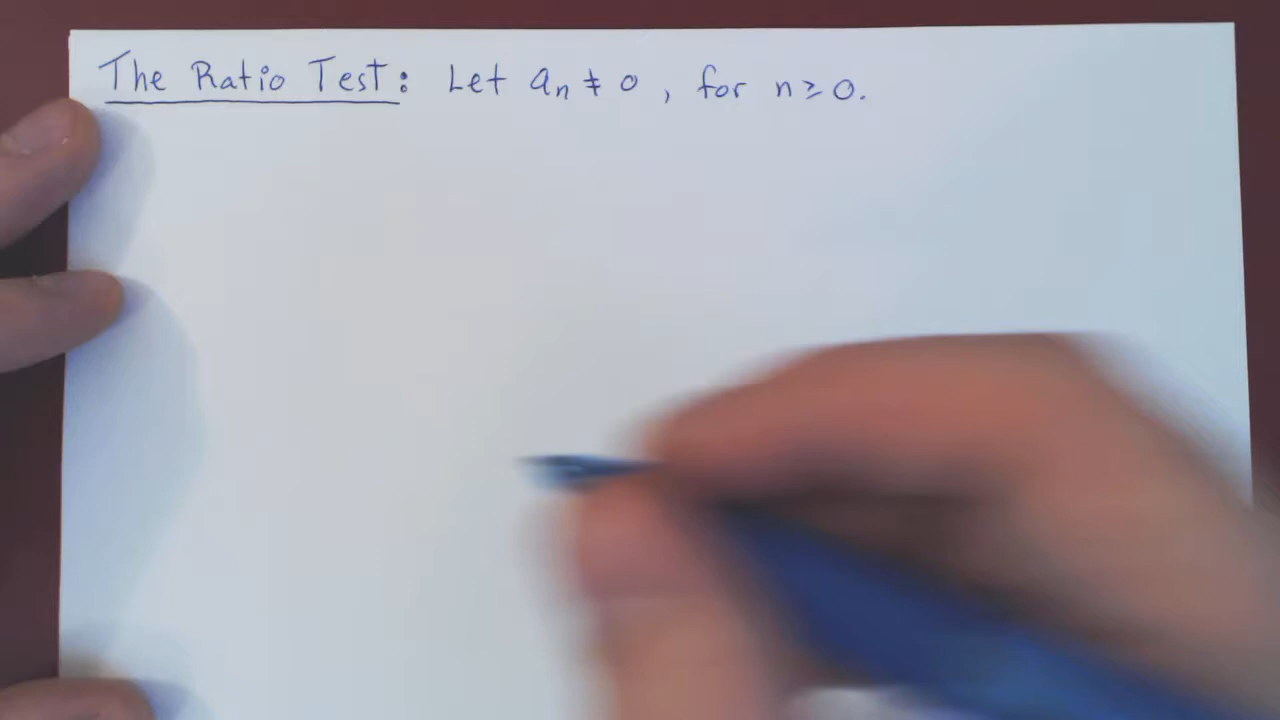 The Ratio Test: Let aₙ ≠ 0, for n ≥ 0.